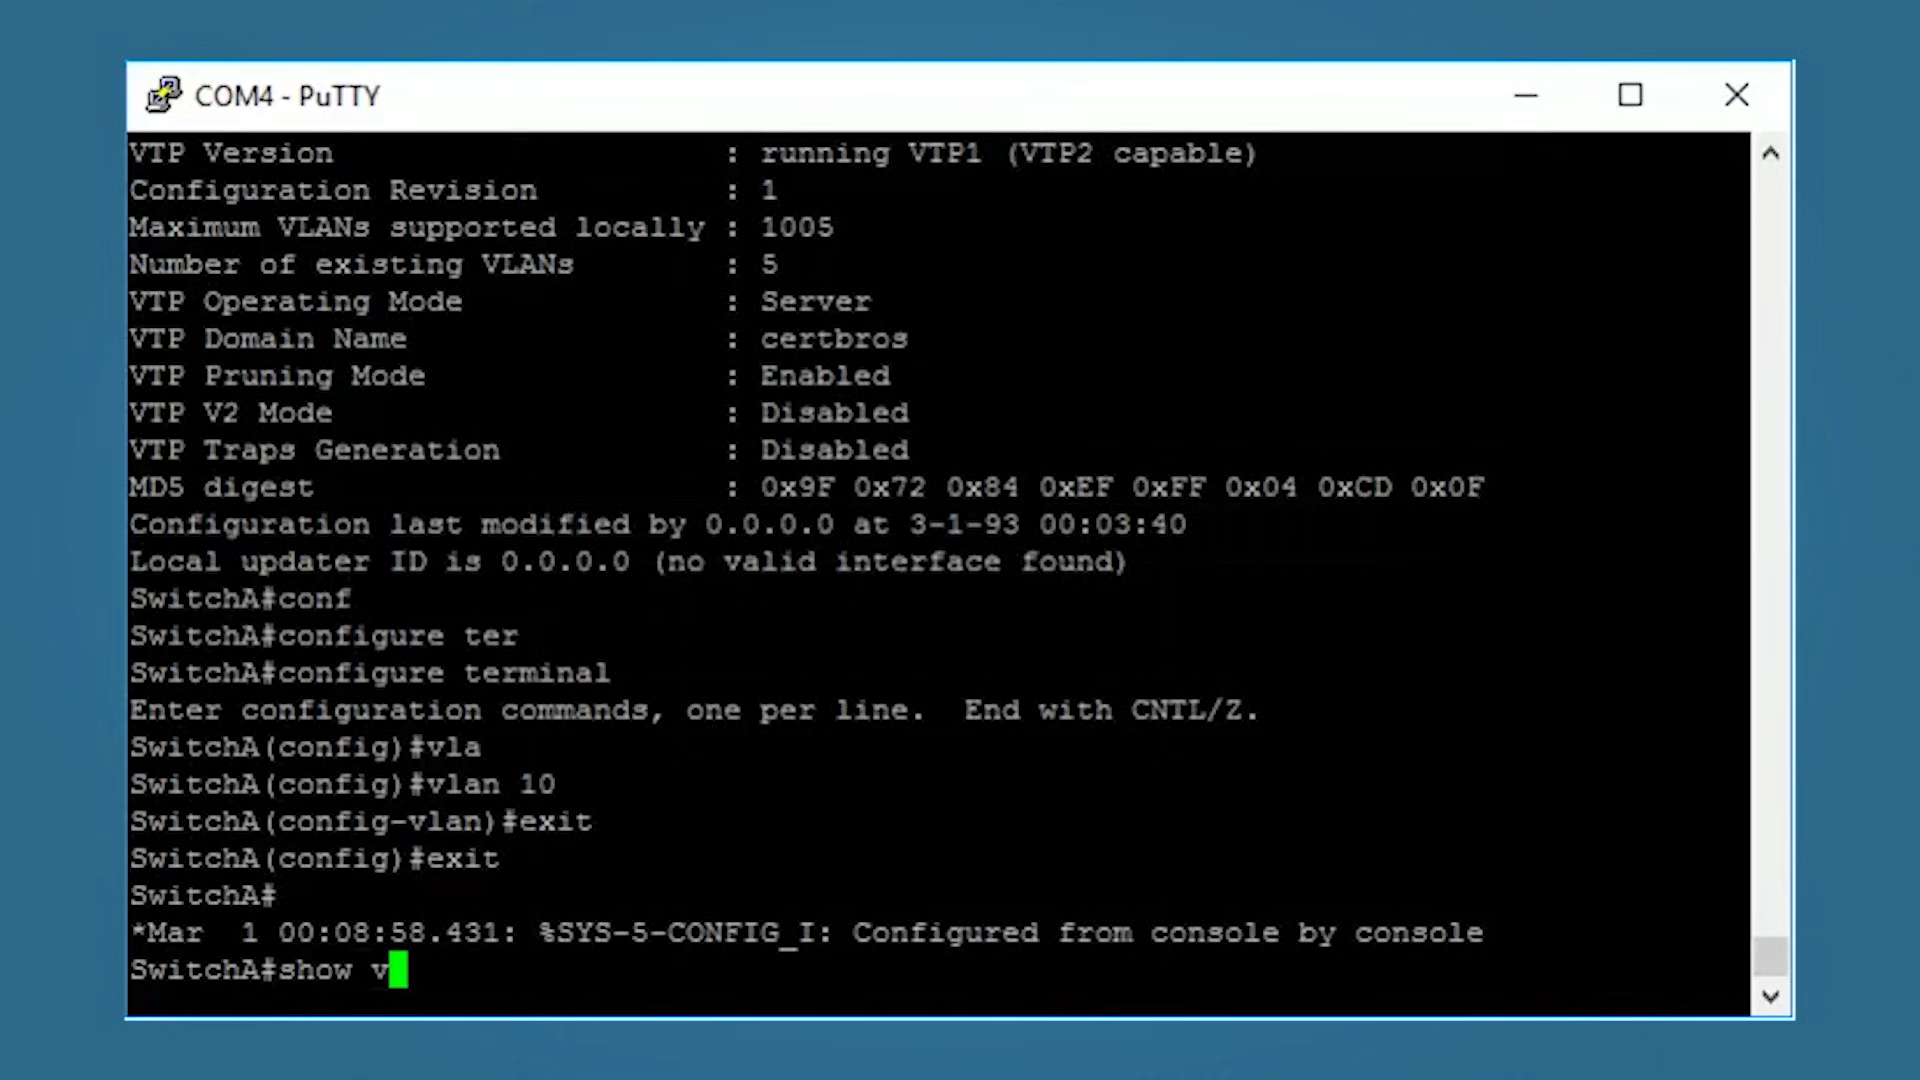 COM4 - PuTTY
VTP Version : running VTP1 (VTP2 capable)
Configuration Revision : 1
Maximum VLANs supported locally : 1005
Number of existing VLANs : 5
VTP Operating Mode : Server
VTP Domain Name : certbros
VTP Pruning Mode : Enabled
VTP V2 Mode : Disabled
VTP Traps Generation : Disabled
MD5 digest : 0x9F 0x72 0x84 0xEF 0xFF 0x04 0xCD 0x0F
Configuration last modified by 0.0.0.0 at 3-1-93 00:03:40
Local updater ID is 0.0.0.0 (no valid interface found)
SwitchA#conf
SwitchA#configure ter
SwitchA#configure terminal
Enter configuration commands, one per line.  End with CNTL/Z.
SwitchA(config)#vla
SwitchA(config)#vlan 10
SwitchA(config-vlan)#exit
SwitchA(config)#exit
SwitchA#
*Mar  1 00:08:58.431: %SYS-5-CONFIG_I: Configured from console by console
SwitchA#show v